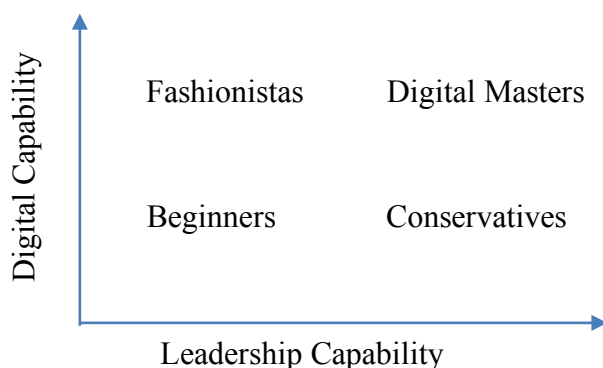 Digital Capability
Fashionistas Digital Masters
Beginners Conservatives
Leadership Capability